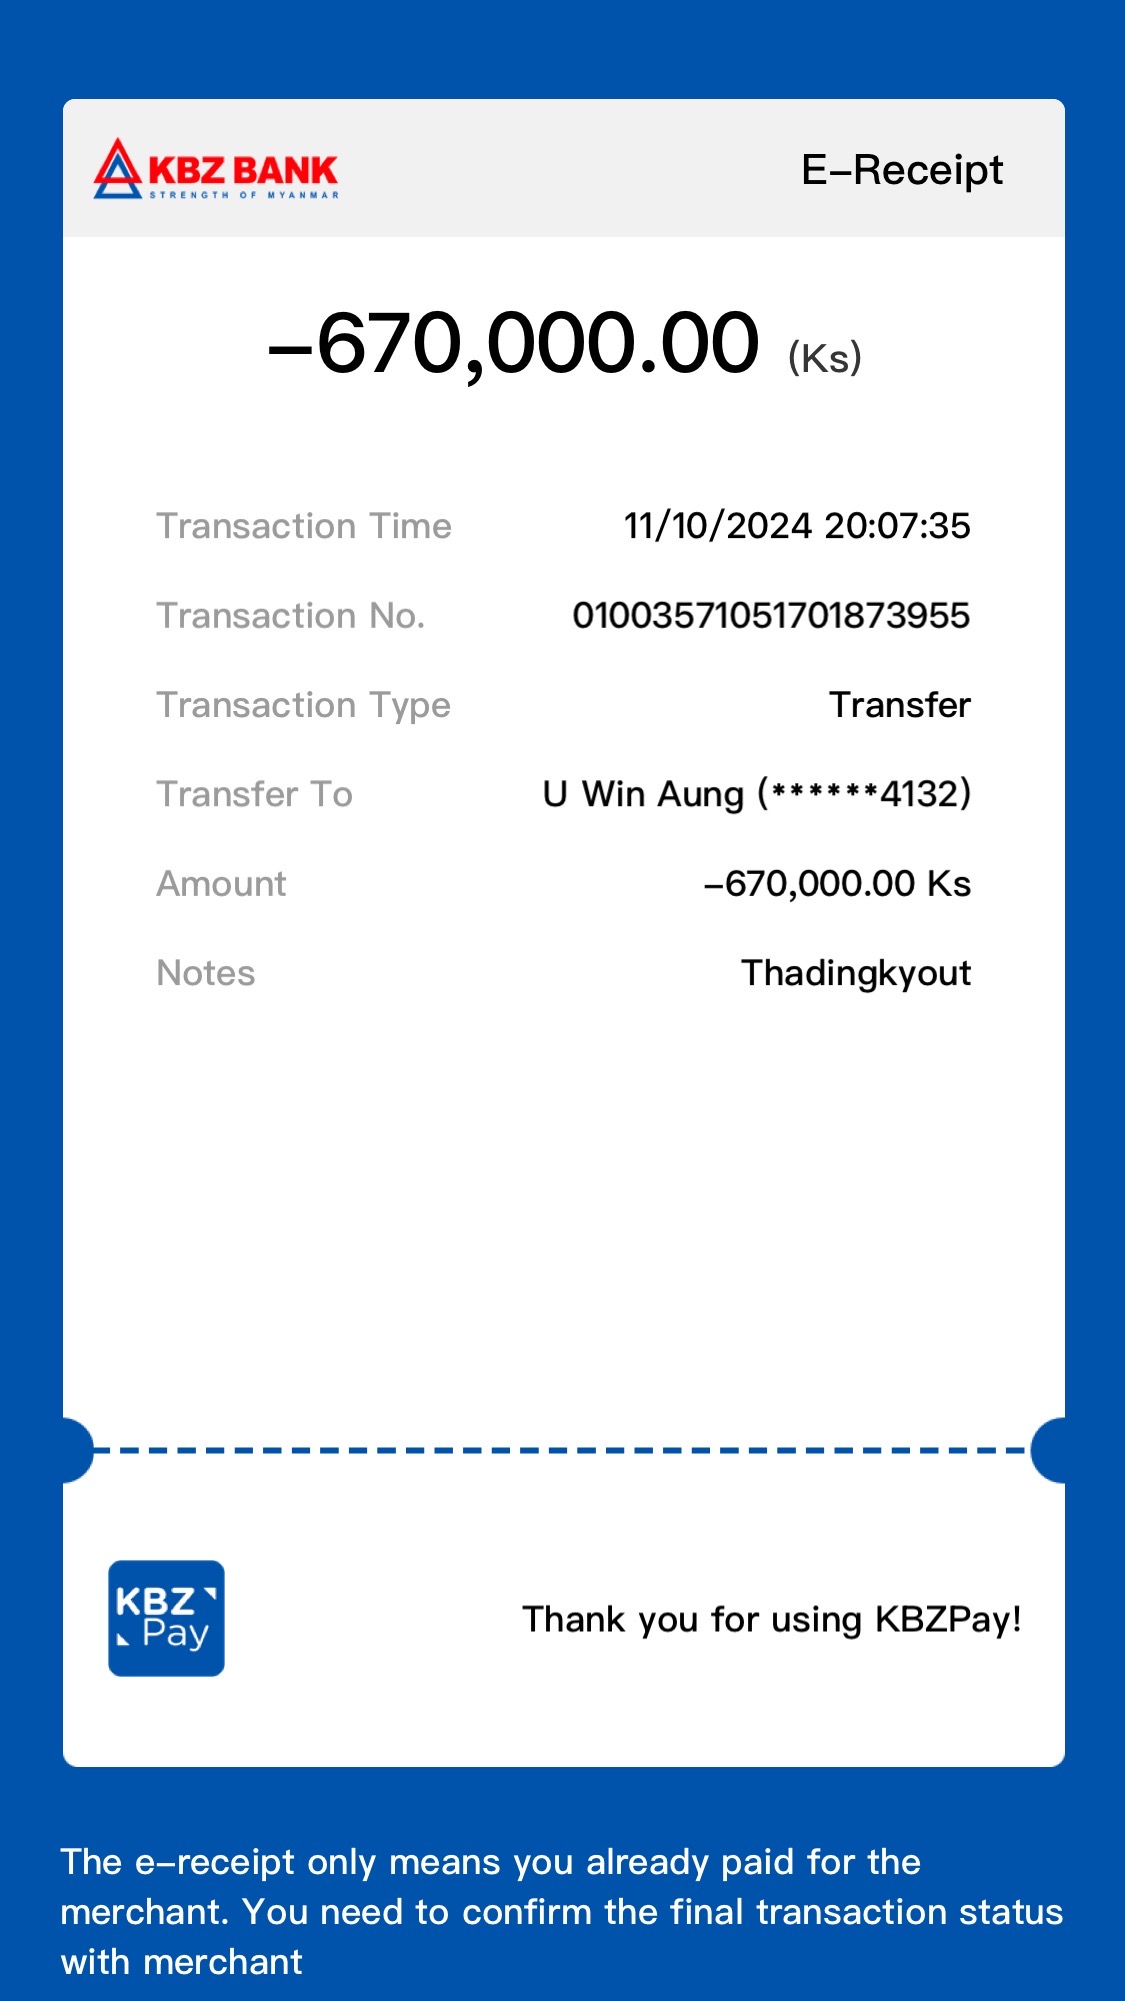 KBZ BANK
STRENGTH OF MYANMAR
E-Receipt
-670,000.00 (Ks)
Transaction Time 11/10/2024 20:07:35
Transaction No. 01003571051701873955
Transaction Type Transfer
Transfer To U Win Aung (******4132)
Amount -670,000.00 Ks
Notes Thadingkyout
KBZ
Pay
Thank you for using KBZPay!
The e-receipt only means you already paid for the
merchant. You need to confirm the final transaction status
with merchant